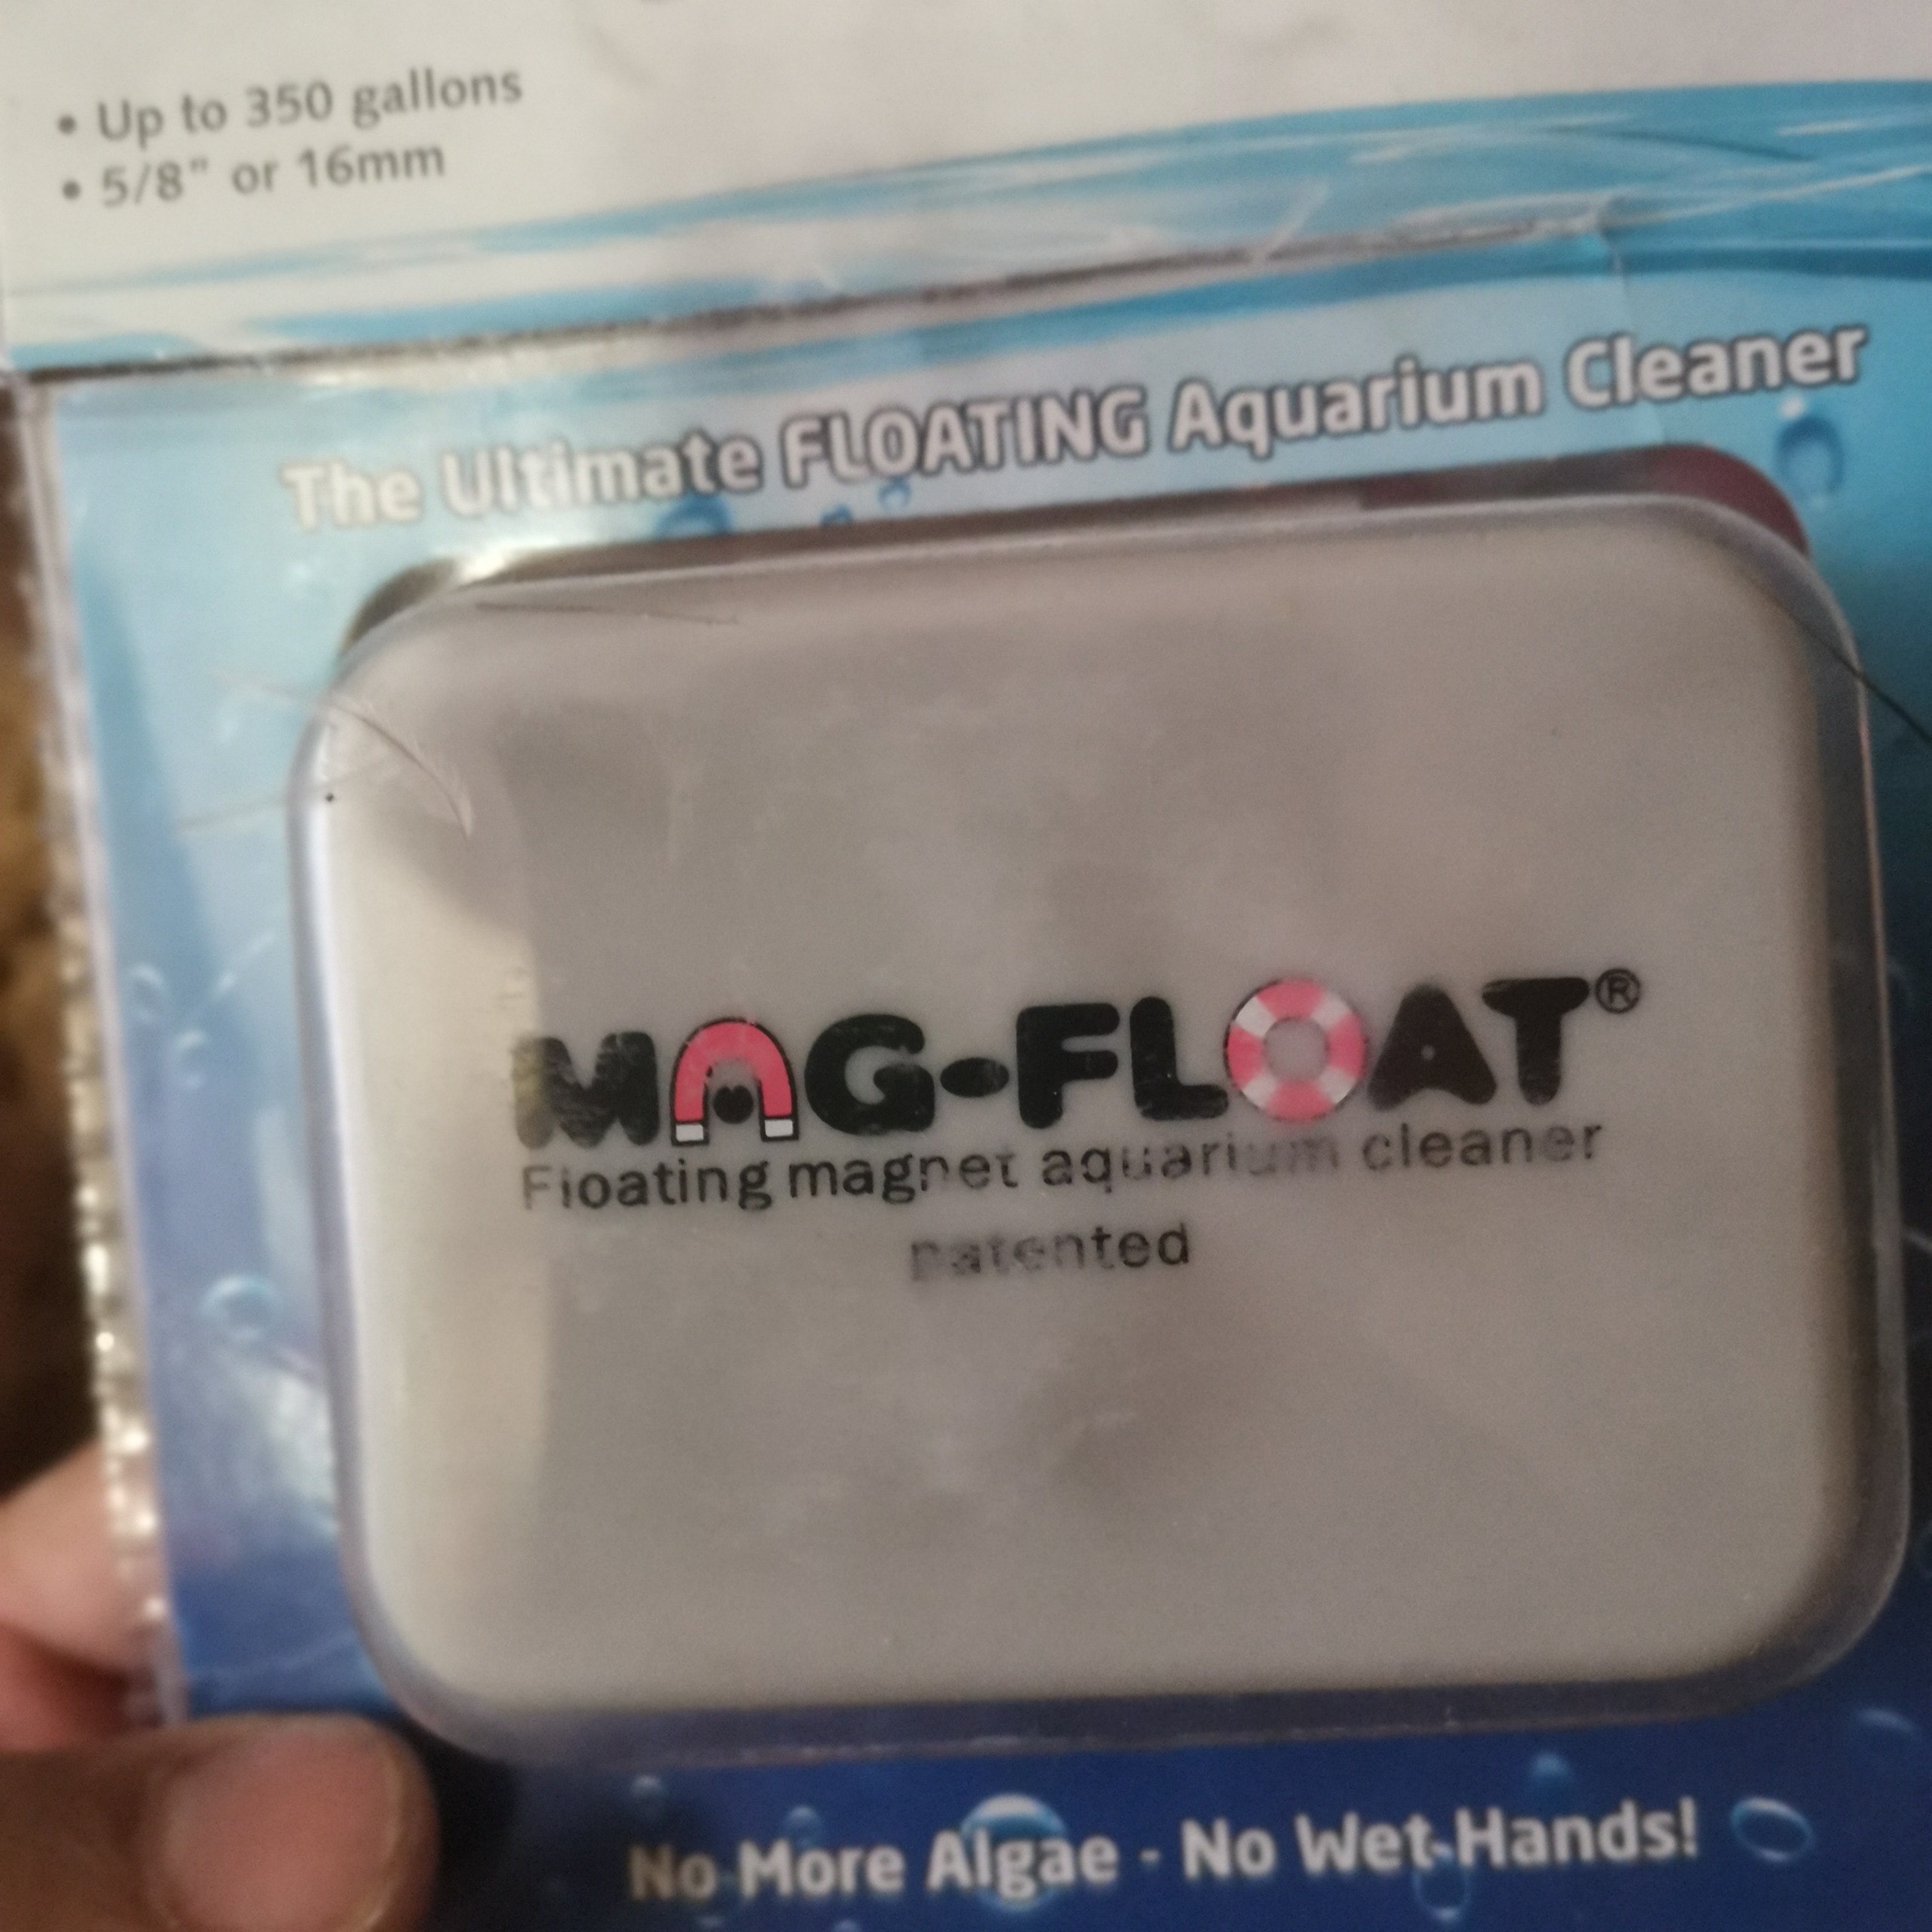 • Up to 350 gallons
• 5/8" or 16mm
The Ultimate FLOATING Aquarium Cleaner
MAG-FLOAT®
Floating magnet aquarium cleaner
patented
No More Algae - No Wet Hands!